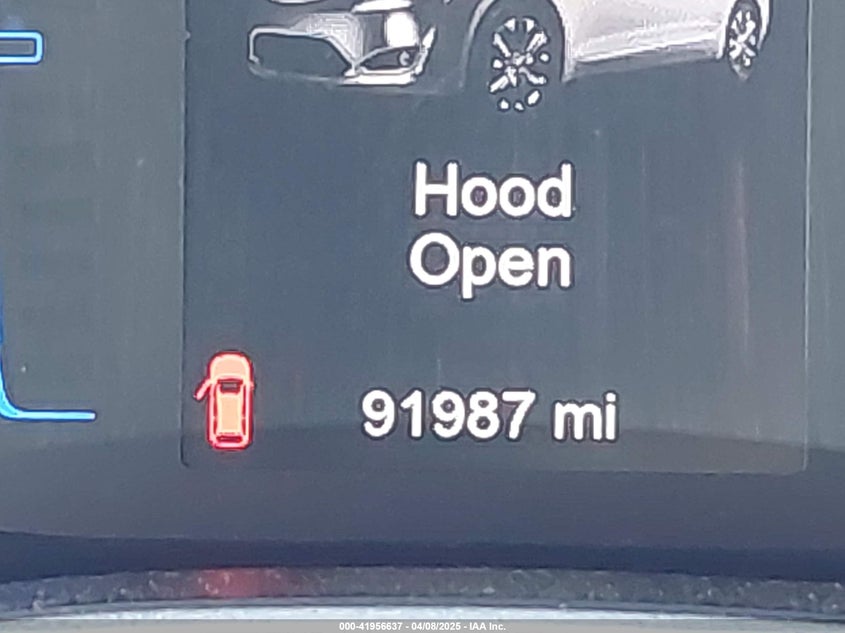 Hood
Open
91987 mi
000-41956637 - 04/08/2025 - IAA Inc.